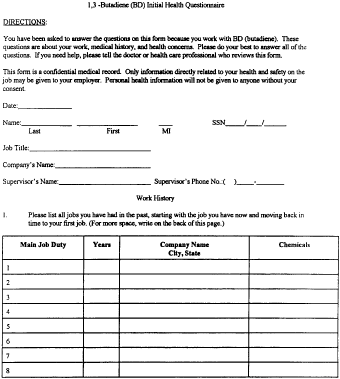 1,3 -Butadiene (BD) Initial Health Questionnaire
DIRECTIONS:
You have been asked to answer the questions on this form because you work with BD (butadiene). These
questions are about your work, medical history, and health concerns. Please do your best to answer all of the
questions. If you need help, please tell the doctor or health care professional who reviews this form.
This form is a confidential medical record. Only information directly related to your health and safety on the
job may be given to your employer. Personal health information will not be given to anyone without your
consent.
Date:____________
Name:____________ ____________ ___ SSN____/____/____
Last First MI
Job Title:____________
Company's Name:____________
Supervisor's Name:____________ Supervisor's Phone No.:( )____-____
Work History
1. Please list all jobs you have had in the past, starting with the job you have now and moving back in
time to your first job. (For more space, write on the back of this page.)
Main Job Duty Years Company Name Chemicals
City, State
1
2
3
4
5
6
7
8